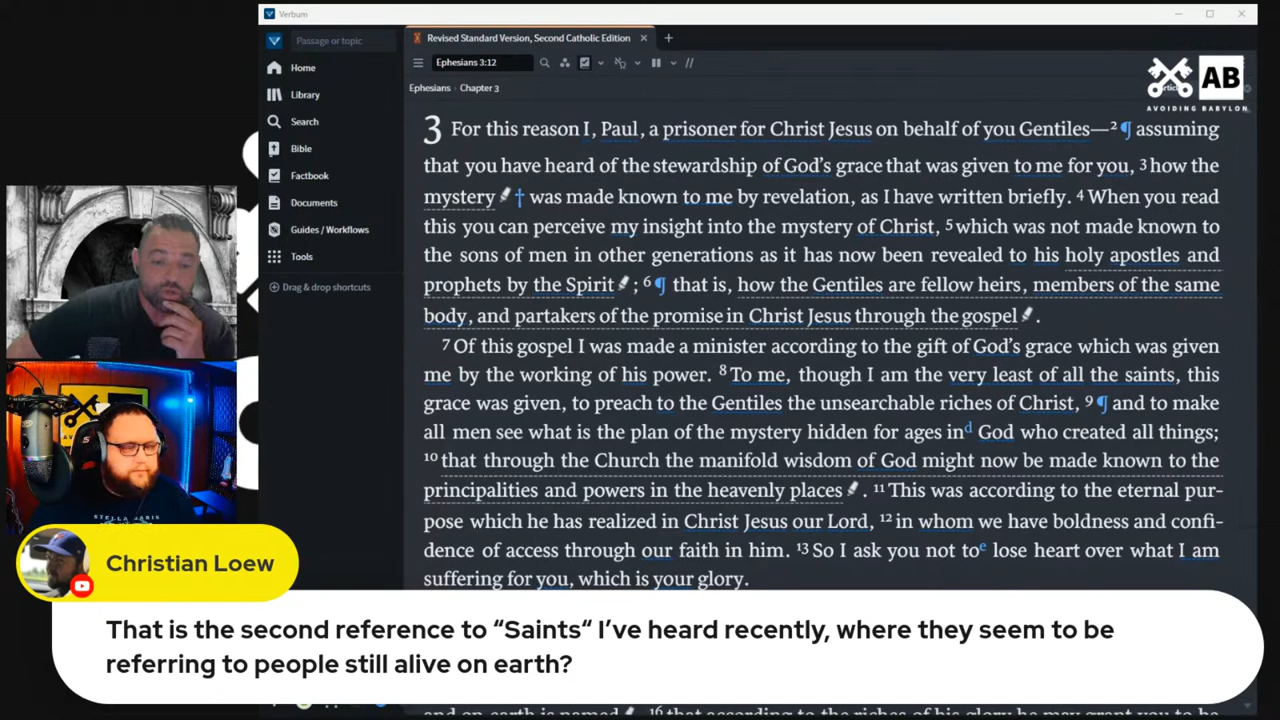 Verbum
Passage or topic
Home
Library
Search
Bible
Factbook
Documents
Guides / Workflows
Tools
Drag & drop shortcuts
Revised Standard Version, Second Catholic Edition
Ephesians 3:12
Ephesians › Chapter 3
AB
AVOIDING BABYLON
3 For this reason I, Paul, a prisoner for Christ Jesus on behalf of you Gentiles—2 ¶ assuming
that you have heard of the stewardship of God’s grace that was given to me for you, 3 how the
mystery † was made known to me by revelation, as I have written briefly. 4 When you read
this you can perceive my insight into the mystery of Christ, 5 which was not made known to
the sons of men in other generations as it has now been revealed to his holy apostles and
prophets by the Spirit ; 6 ¶ that is, how the Gentiles are fellow heirs, members of the same
body, and partakers of the promise in Christ Jesus through the gospel .
7 Of this gospel I was made a minister according to the gift of God’s grace which was given
me by the working of his power. 8 To me, though I am the very least of all the saints, this
grace was given, to preach to the Gentiles the unsearchable riches of Christ, 9 ¶ and to make
all men see what is the plan of the mystery hidden for ages in d God who created all things;
10 that through the Church the manifold wisdom of God might now be made known to the
principalities and powers in the heavenly places . 11 This was according to the eternal pur-
pose which he has realized in Christ Jesus our Lord, 12 in whom we have boldness and confi-
dence of access through our faith in him. 13 So I ask you not to e lose heart over what I am
suffering for you, which is your glory.
STELLA MARIS
Christian Loew
That is the second reference to “Saints“ I’ve heard recently, where they seem to be
referring to people still alive on earth?